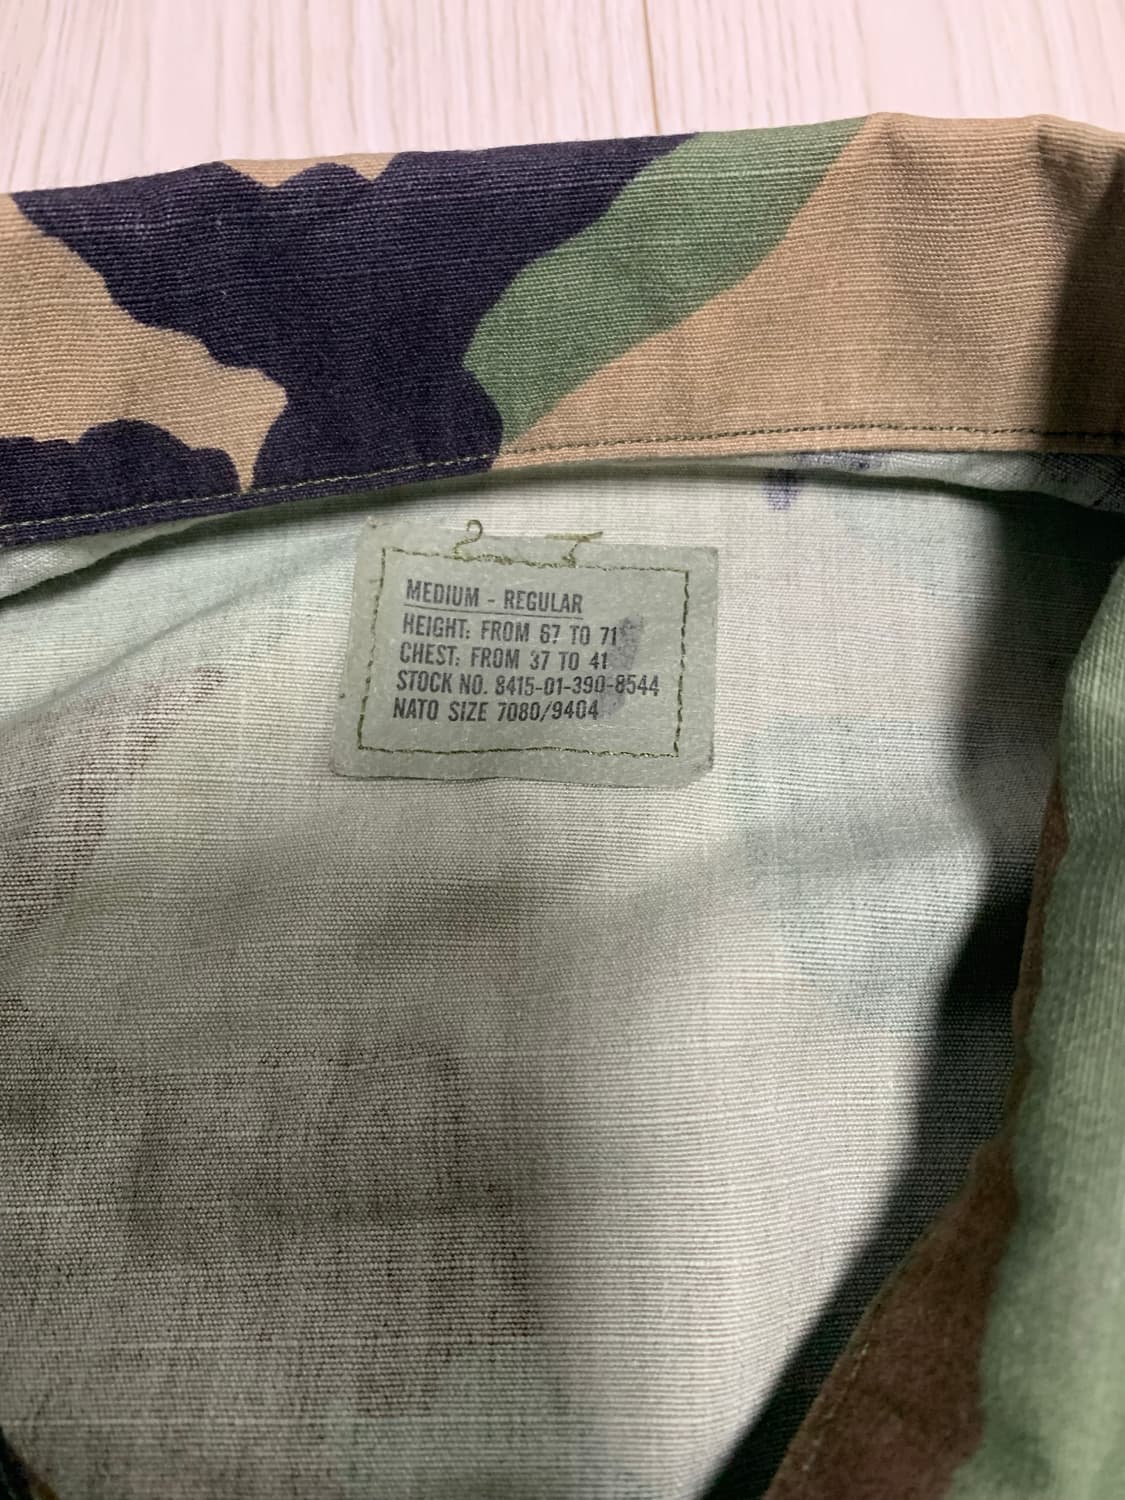 MEDIUM - REGULAR
HEIGHT: FROM 67 TO 71
CHEST: FROM 37 TO 41
STOCK NO. 8415-01-390-8544
NATO SIZE 7080/9404